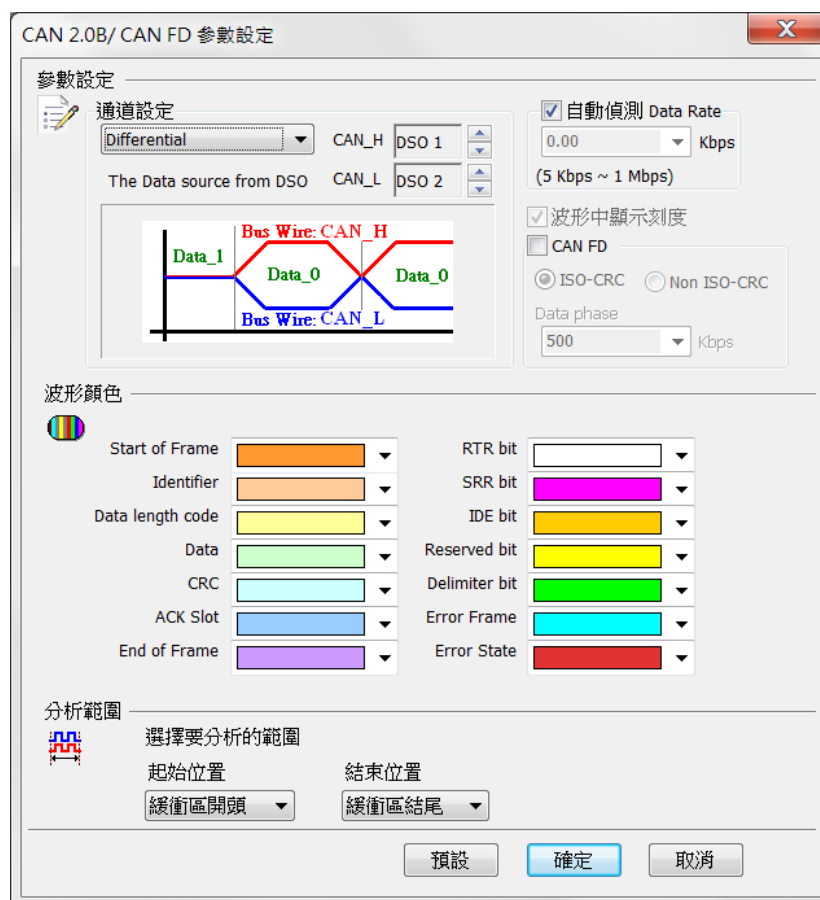 CAN 2.0B/ CAN FD 參數設定
參數設定
通道設定
Differential
CAN_H
DSO 1
The Data source from DSO
CAN_L
DSO 2
Bus Wire: CAN_H
Data_1
Data_0
Data_0
Bus Wire: CAN_L
自動偵測 Data Rate
0.00
Kbps
(5 Kbps ~ 1 Mbps)
波形中顯示刻度
CAN FD
ISO-CRC
Non ISO-CRC
Data phase
500
Kbps
波形顏色
Start of Frame
Identifier
Data length code
Data
CRC
ACK Slot
End of Frame
RTR bit
SRR bit
IDE bit
Reserved bit
Delimiter bit
Error Frame
Error State
分析範圍
選擇要分析的範圍
起始位置
結束位置
緩衝區開頭
緩衝區結尾
預設
確定
取消